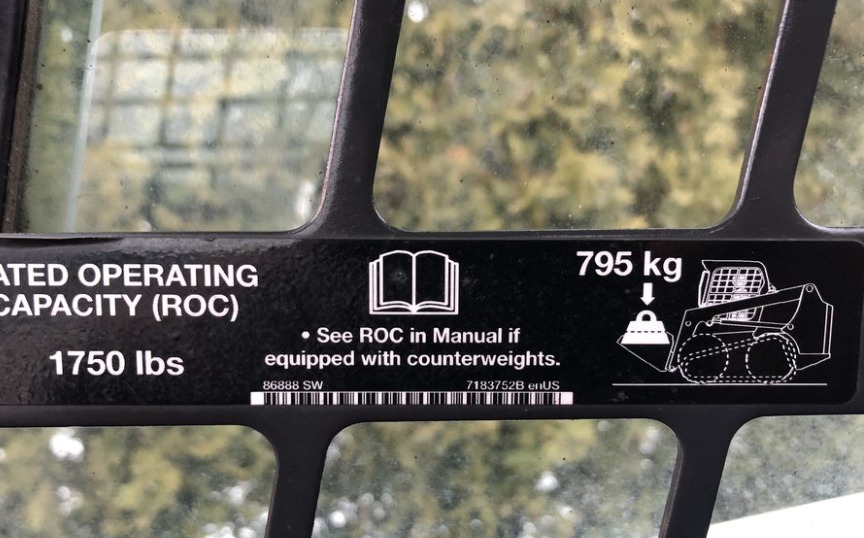 ATED OPERATING
CAPACITY (ROC)
1750 lbs
• See ROC in Manual if
equipped with counterweights.
86888 SW 7183752B enUS
795 kg